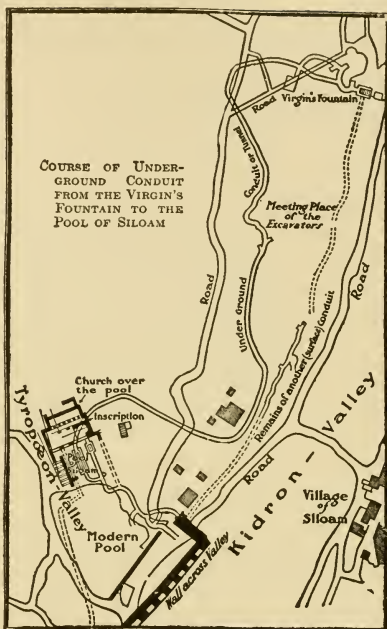 COURSE OF UNDER-
GROUND CONDUIT
FROM THE VIRGIN'S
FOUNTAIN TO THE
POOL OF SILOAM
Road
Virgin's Fountain
Conduit or Tunnel
Meeting Place
of the
Excavators
Road
Road
Under Ground
Remains of another (surface) Conduit
Church over
the pool
Inscription
Siloam
Tyropœon Valley
Modern
Pool
Road
Kidron - Valley
Village
of
Siloam
Wall across Valley